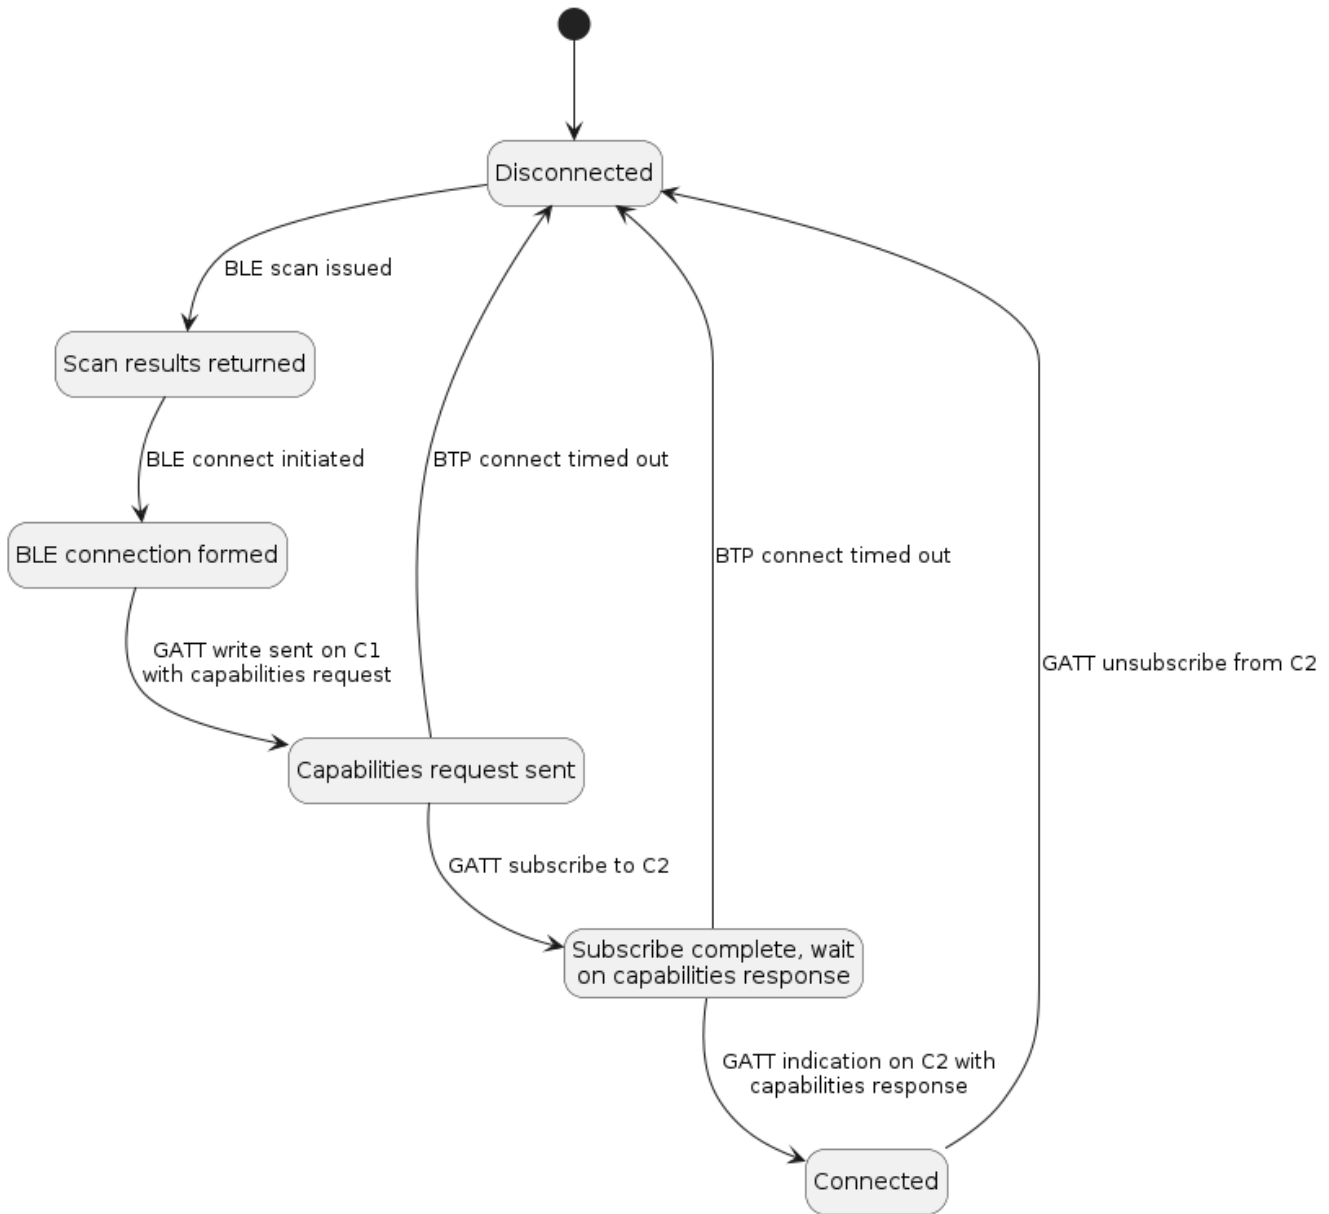 Disconnected
BLE scan issued
Scan results returned
BLE connect initiated
BTP connect timed out
BLE connection formed
BTP connect timed out
GATT write sent on C1
with capabilities request
GATT unsubscribe from C2
Capabilities request sent
GATT subscribe to C2
Subscribe complete, wait
on capabilities response
GATT indication on C2 with
capabilities response
Connected